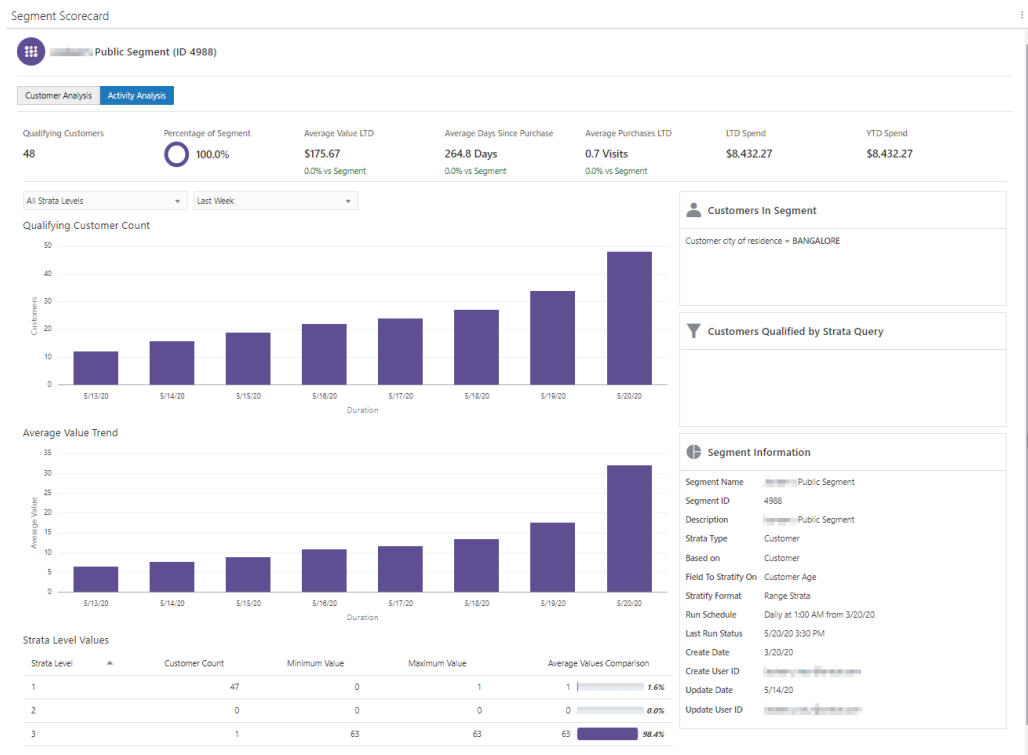 Segment Scorecard
Public Segment (ID 4988)
Customer Analysis Activity Analysis
Qualifying Customers Percentage of Segment Average Value LTD Average Days Since Purchase Average Purchases LTD LTD Spend YTD Spend
48 100.0% $175.67 264.8 Days 0.7 Visits $8,432.27 $8,432.27
0.0% vs Segment 0.0% vs Segment 0.0% vs Segment
All Strata Levels Last Week
Qualifying Customer Count
50
40
30
20
10
0
Customers
5/13/20 5/14/20 5/15/20 5/16/20 5/17/20 5/18/20 5/19/20 5/20/20
Duration
Average Value Trend
35
30
25
20
15
10
5
0
Average Value
5/13/20 5/14/20 5/15/20 5/16/20 5/17/20 5/18/20 5/19/20 5/20/20
Duration
Strata Level Values
Strata Level Customer Count Minimum Value Maximum Value Average Values Comparison
1 47 0 1 1 1.6%
2 0 0 0 0 0.0%
3 1 63 63 63 98.4%
Customers In Segment
Customer city of residence = BANGALORE
Customers Qualified by Strata Query
Segment Information
Segment Name Public Segment
Segment ID 4988
Description Public Segment
Strata Type Customer
Based on Customer
Field To Stratify On Customer Age
Stratify Format Range Strata
Run Schedule Daily at 1:00 AM from 3/20/20
Last Run Status 5/20/20 3:30 PM
Create Date 3/20/20
Create User ID
Update Date 5/14/20
Update User ID